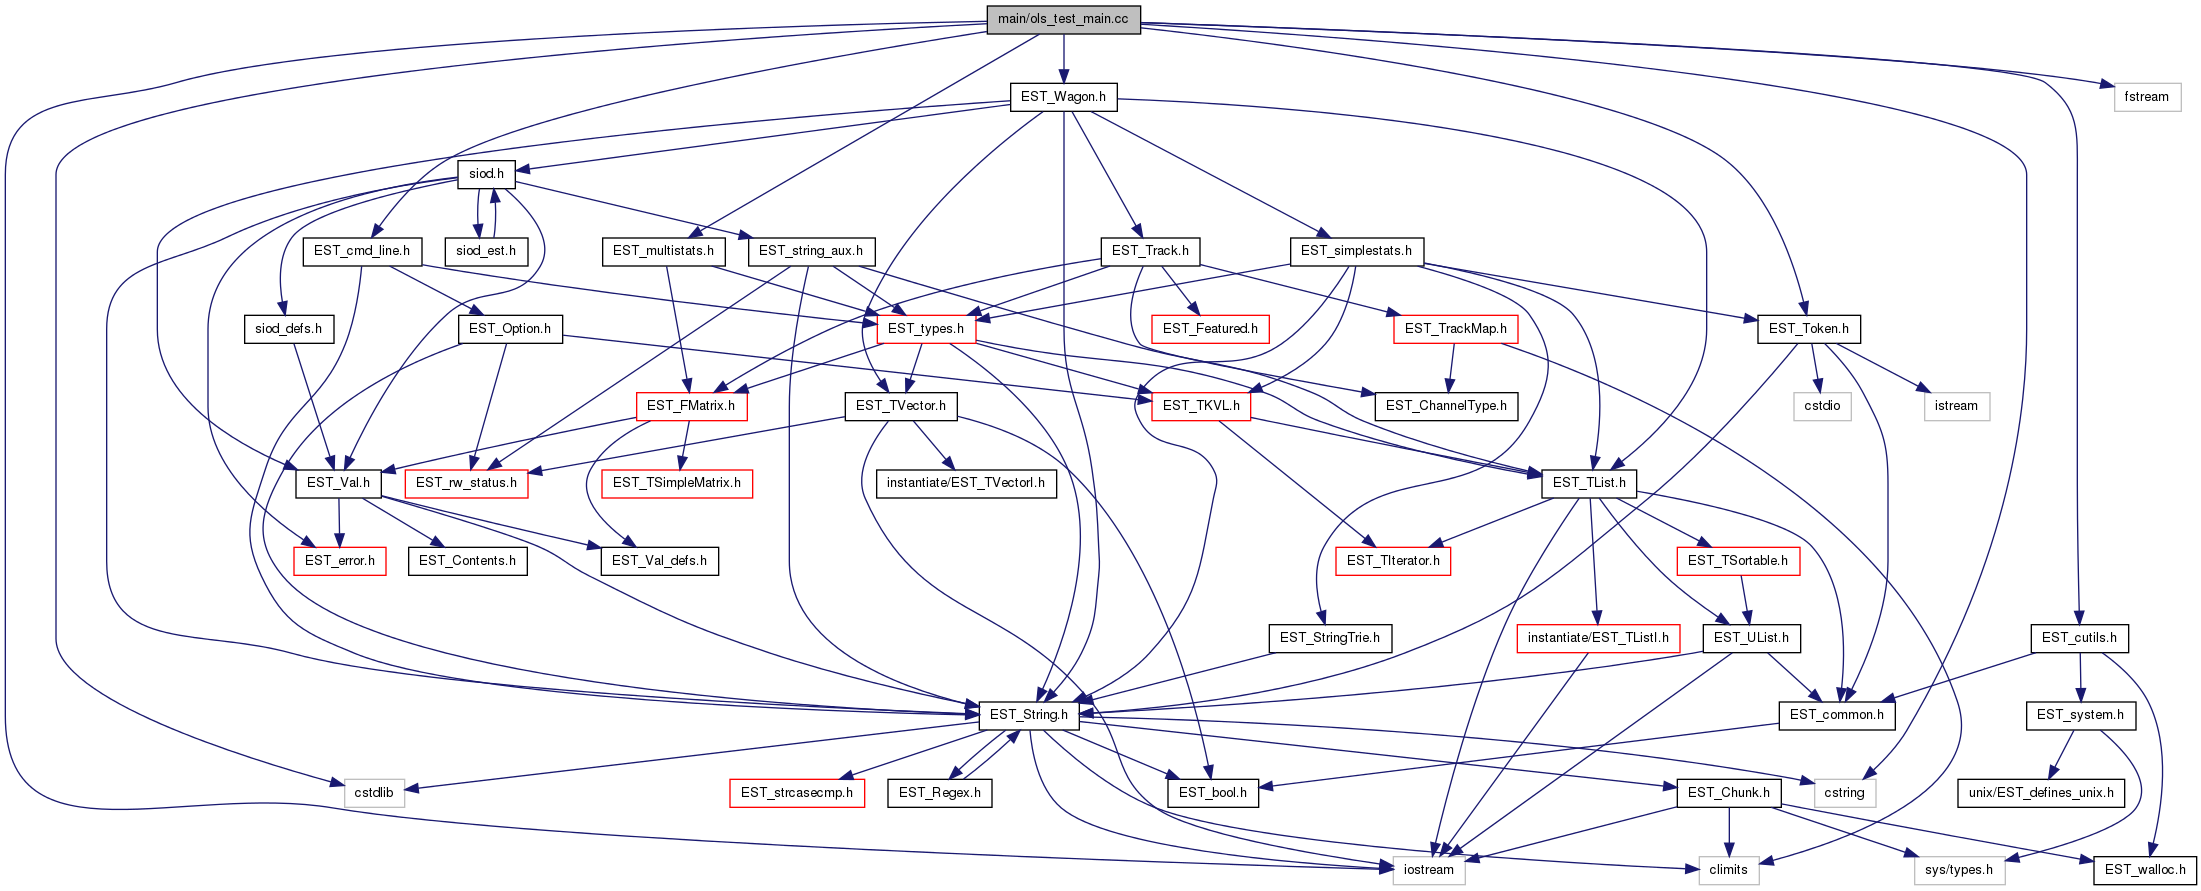 main/ols_test_main.cc
EST_Wagon.h
fstream
siod.h
EST_cmd_line.h
siod_est.h
EST_multistats.h
EST_string_aux.h
EST_Track.h
EST_simplestats.h
siod_defs.h
EST_Option.h
EST_types.h
EST_Featured.h
EST_TrackMap.h
EST_Token.h
EST_FMatrix.h
EST_TVector.h
EST_TKVL.h
EST_ChannelType.h
cstdio
istream
EST_Val.h
EST_rw_status.h
EST_TSimpleMatrix.h
instantiate/EST_TVectorI.h
EST_TList.h
EST_error.h
EST_Contents.h
EST_Val_defs.h
EST_TIterator.h
EST_TSortable.h
EST_StringTrie.h
instantiate/EST_TListI.h
EST_UList.h
EST_cutils.h
EST_String.h
EST_common.h
EST_system.h
cstdlib
EST_strcasecmp.h
EST_Regex.h
EST_bool.h
EST_Chunk.h
cstring
unix/EST_defines_unix.h
iostream
climits
sys/types.h
EST_walloc.h